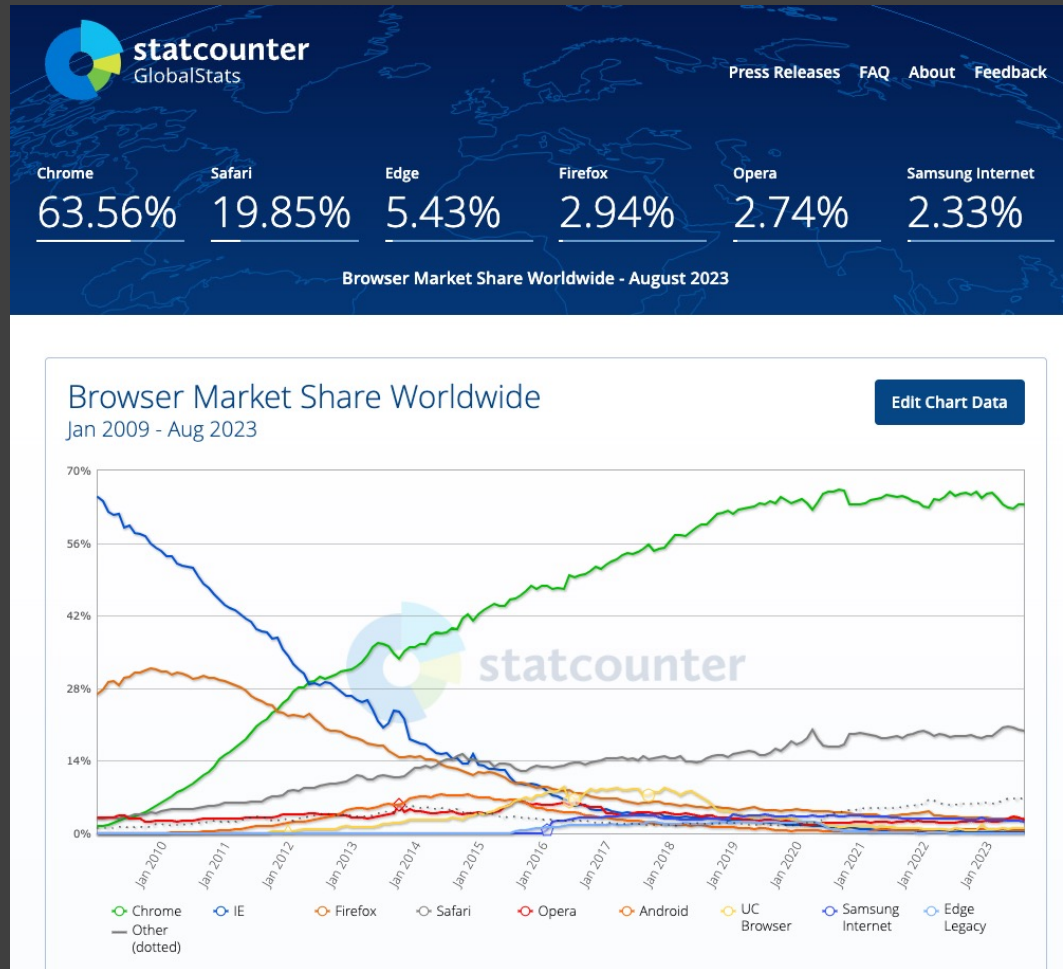 statcounter
GlobalStats
Press Releases FAQ About Feedback
Chrome Safari Edge Firefox Opera Samsung Internet
63.56% 19.85% 5.43% 2.94% 2.74% 2.33%
Browser Market Share Worldwide - August 2023
Browser Market Share Worldwide
Jan 2009 - Aug 2023
Edit Chart Data
70%
56%
42%
28%
14%
0%
statcounter
Jan 2010 Jan 2011 Jan 2012 Jan 2013 Jan 2014 Jan 2015 Jan 2016 Jan 2017 Jan 2018 Jan 2019 Jan 2020 Jan 2021 Jan 2022 Jan 2023
Chrome IE Firefox Safari Opera Android UC Browser Samsung Internet Edge Legacy
Other (dotted)